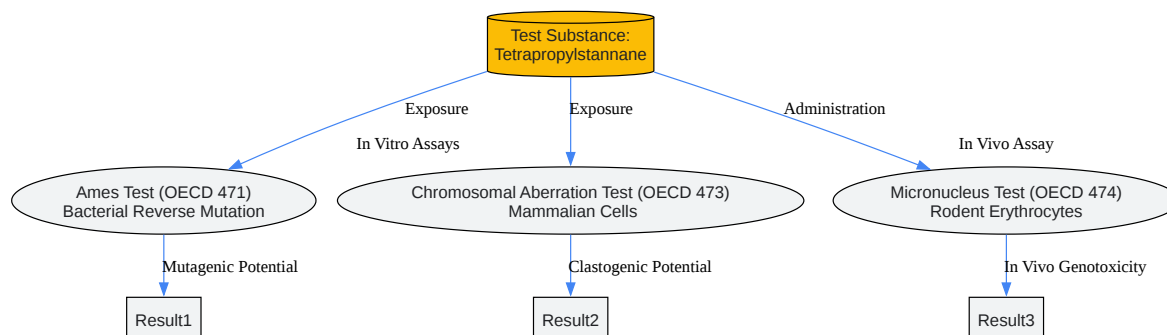 Test Substance:
Tetrapropylstannane
Exposure
Exposure
Administration
In Vitro Assays
In Vivo Assay
Ames Test (OECD 471)
Bacterial Reverse Mutation
Chromosomal Aberration Test (OECD 473)
Mammalian Cells
Micronucleus Test (OECD 474)
Rodent Erythrocytes
Mutagenic Potential
Clastogenic Potential
In Vivo Genotoxicity
Result1
Result2
Result3